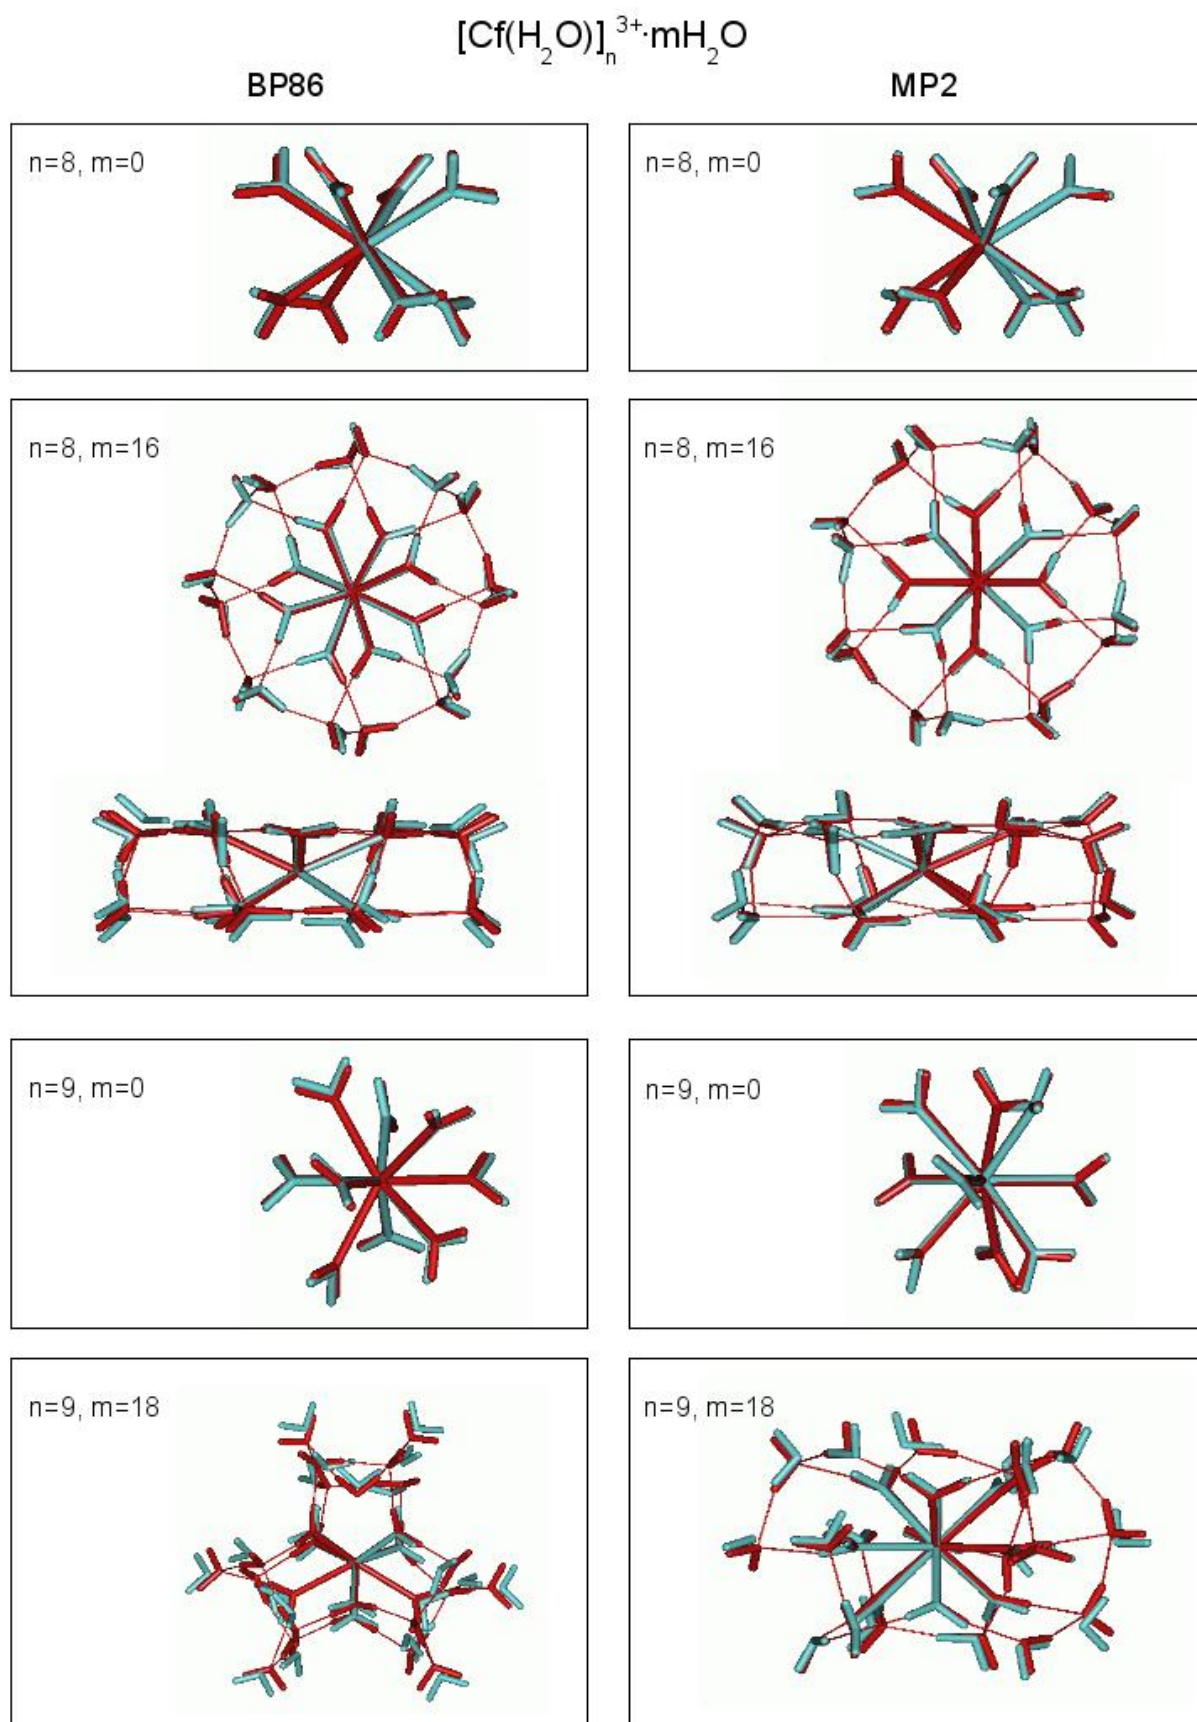 [Cf(H₂O)]ₙ³⁺·mH₂O
BP86 MP2
n=8, m=0 n=8, m=0
n=8, m=16 n=8, m=16
n=9, m=0 n=9, m=0
n=9, m=18 n=9, m=18